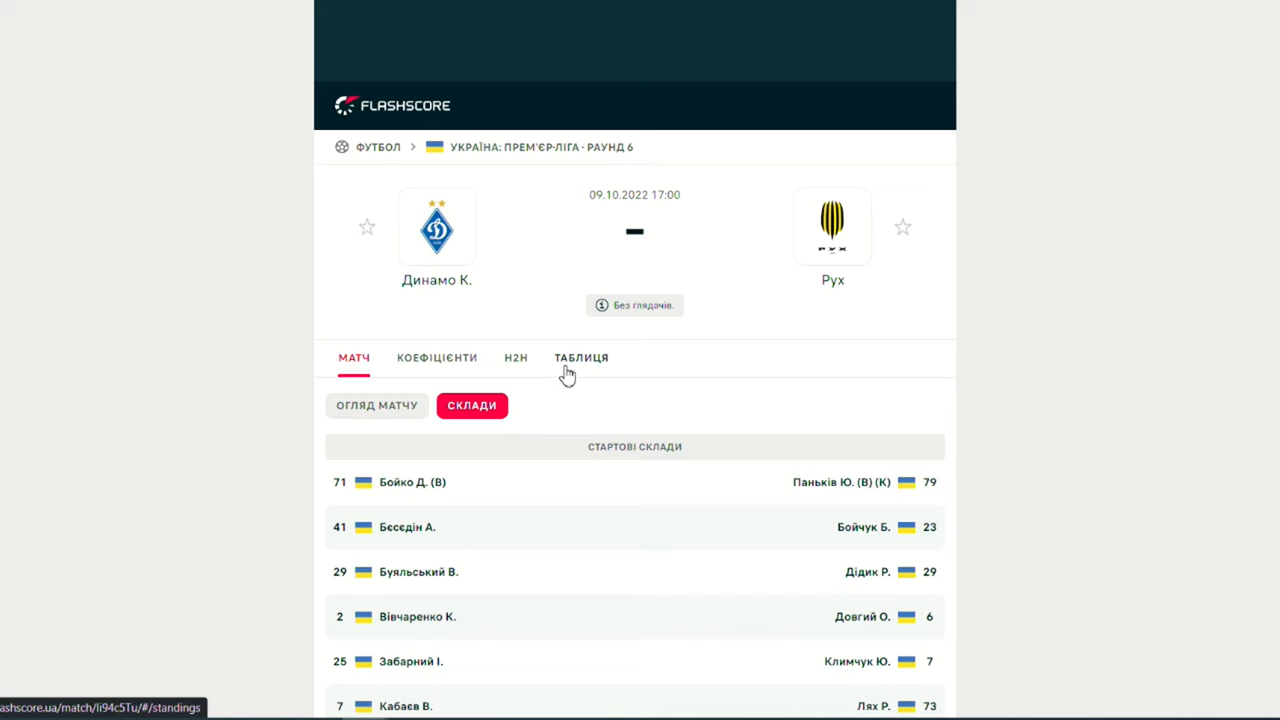 FLASHSCORE
ФУТБОЛ > УКРАЇНА: ПРЕМ'ЄР-ЛІГА - РАУНД 6
09.10.2022 17:00
-
РУХ
Динамо К.
Рух
Без глядачів.
МАТЧ КОЕФІЦІЄНТИ H2H ТАБЛИЦЯ
ОГЛЯД МАТЧУ СКЛАДИ
СТАРТОВІ СКЛАДИ
71 Бойко Д. (В) Паньків Ю. (В) (К) 79
41 Бєсєдін А. Бойчук Б. 23
29 Буяльський В. Дідик Р. 29
2 Вівчаренко К. Довгий О. 6
25 Забарний І. Климчук Ю. 7
7 Кабаєв В. Лях Р. 73
ashscore.ua/match/li94c5Tu/#/standings